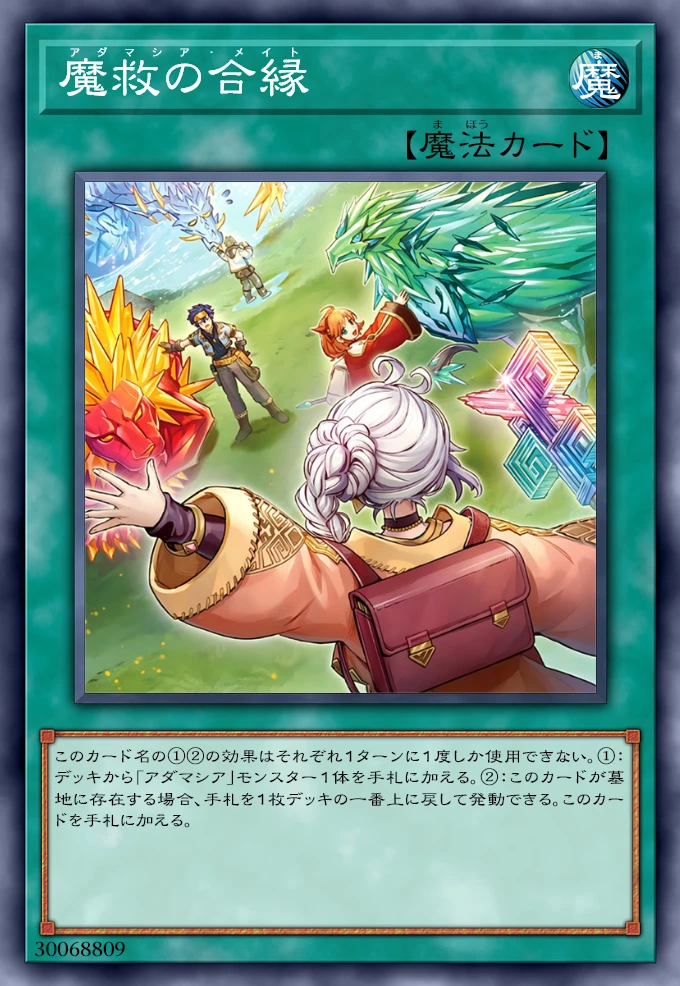 アダマシア・メイト
魔救の合縁
ま
魔
まほう
【魔法カード】
このカード名の①②の効果はそれぞれ1ターンに1度しか使用できない。①：
デッキから「アダマシア」モンスター1体を手札に加える。②：このカードが墓
地に存在する場合、手札を1枚デッキの一番上に戻して発動できる。このカー
ドを手札に加える。
30068809